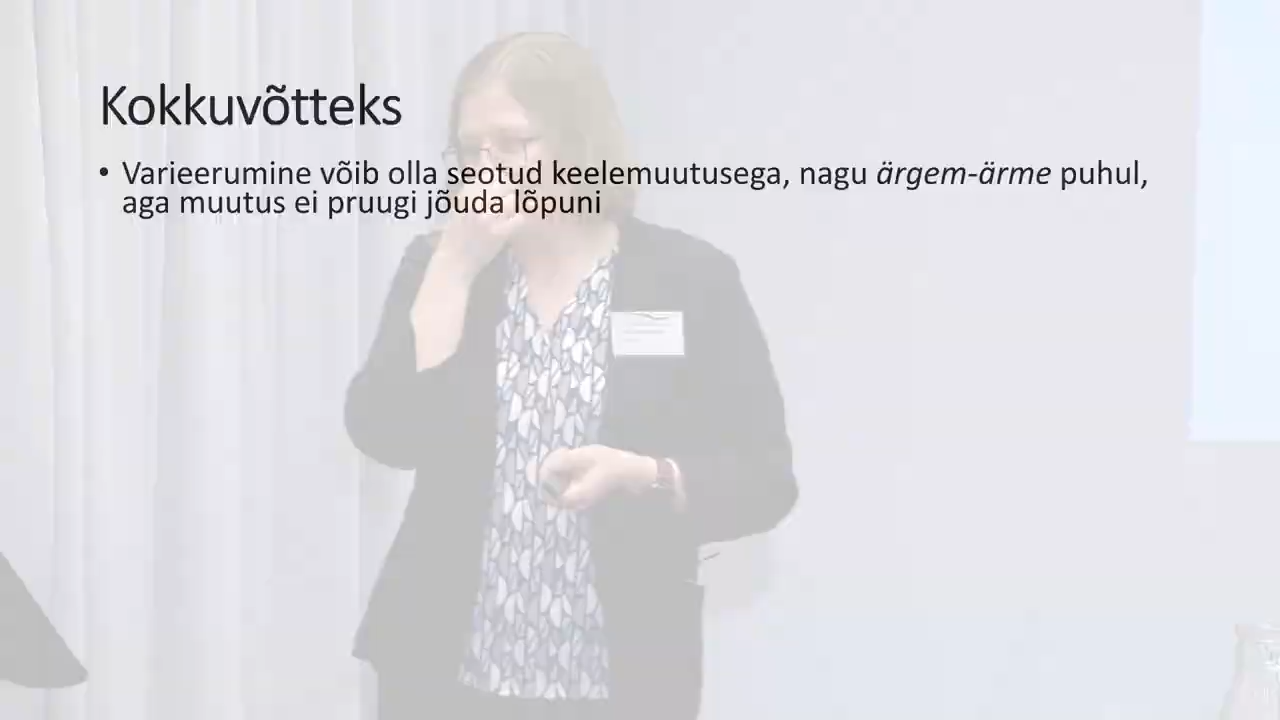 Kokkuvõtteks
• Varieerumine võib olla seotud keelemuutusega, nagu ärgem-ärme puhul,
aga muutus ei pruugi jõuda lõpuni